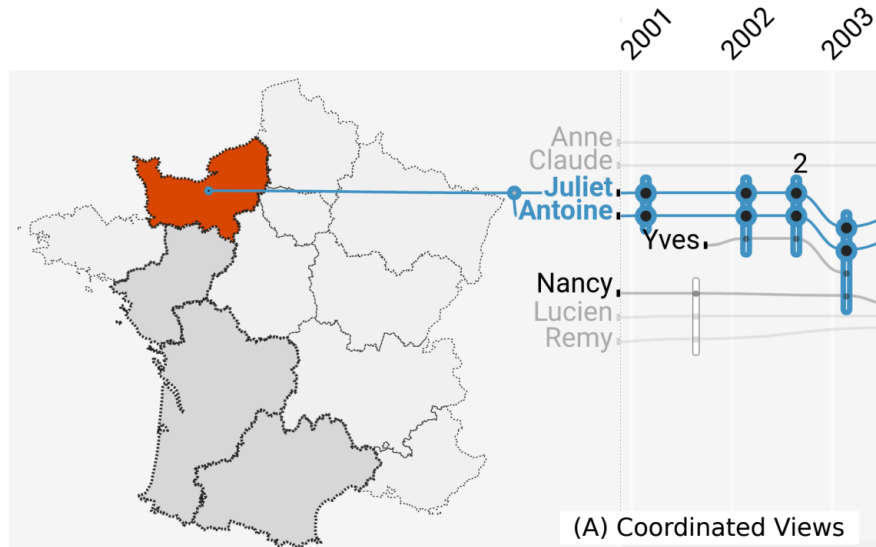 2001
2002
2003
Anne
Claude
2
Juliet
Antoine
Yves
Nancy
Lucien
Remy
(A) Coordinated Views